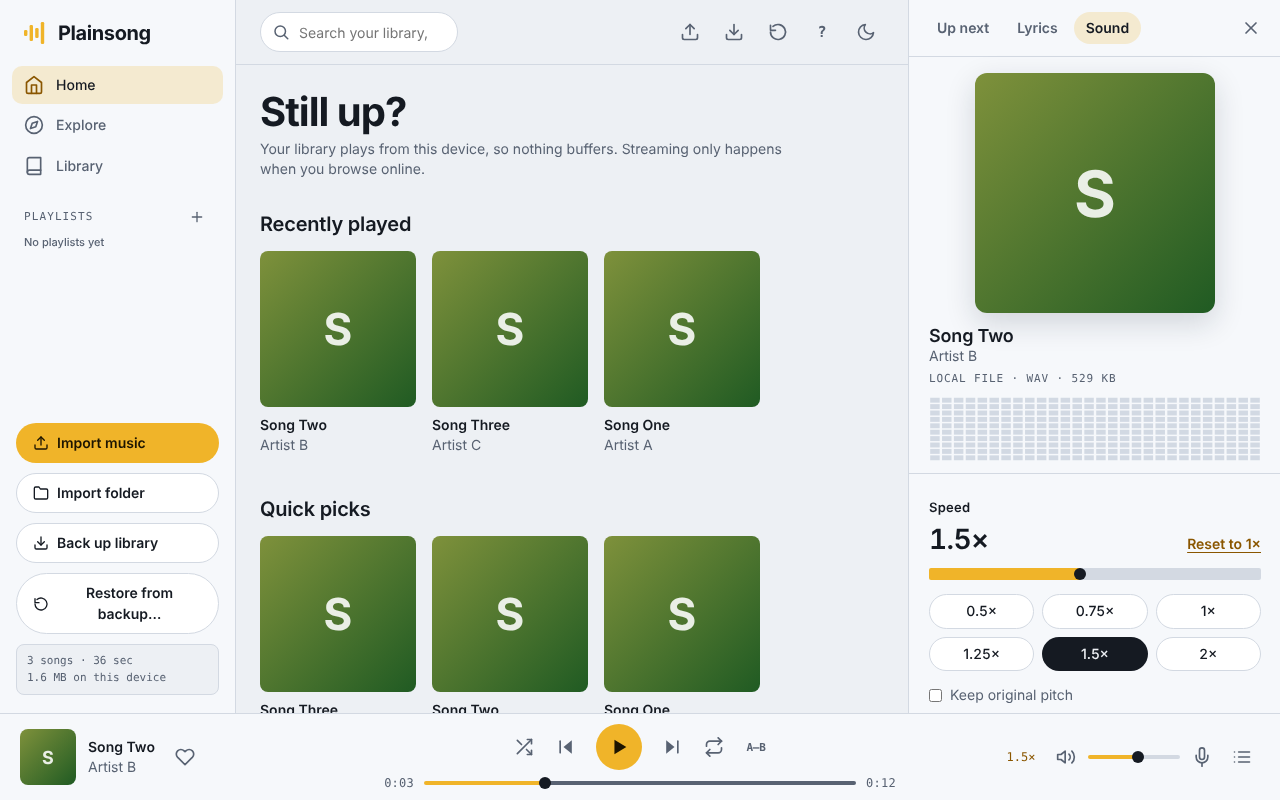 Plainsong
Home
Explore
Library
PLAYLISTS
No playlists yet
Import music
Import folder
Back up library
Restore from
backup...
3 songs · 36 sec
1.6 MB on this device
Search your library,
?
Still up?
Your library plays from this device, so nothing buffers. Streaming only happens
when you browse online.
Recently played
S
S
S
Song Two
Song Three
Song One
Artist B
Artist C
Artist A
Quick picks
S
S
S
Song Three
Song Two
Song One
Up next
Lyrics
Sound
S
Song Two
Artist B
LOCAL FILE · WAV · 529 KB
Speed
1.5×
Reset to 1×
0.5×
0.75×
1×
1.25×
1.5×
2×
Keep original pitch
S
Song Two
Artist B
A–B
0:03
0:12
1.5×